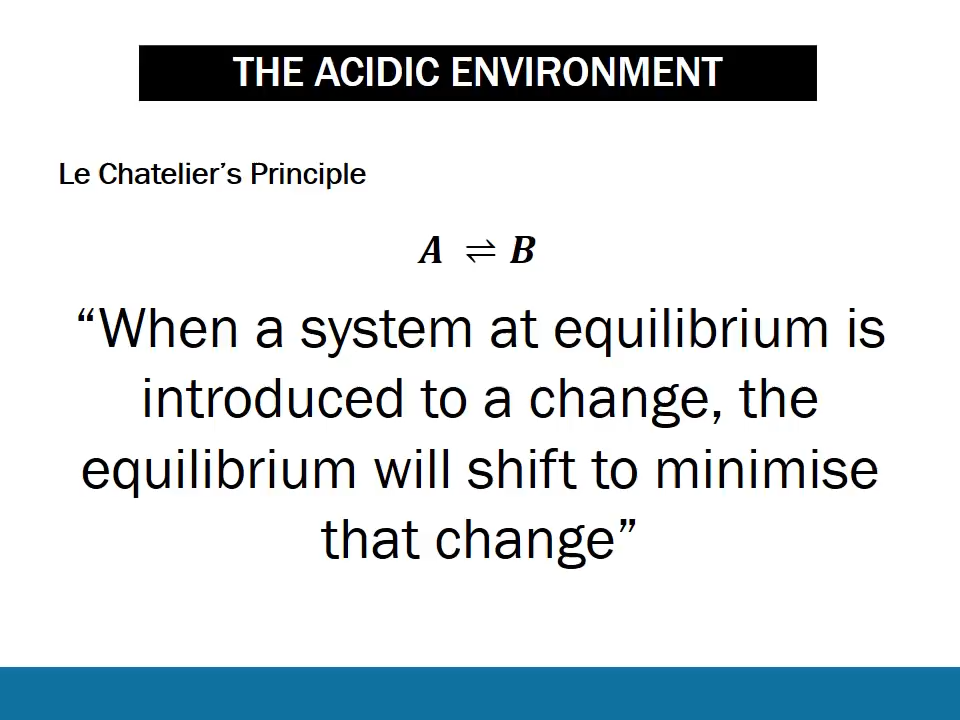 THE ACIDIC ENVIRONMENT
Le Chatelier’s Principle
A ⇌ B
“When a system at equilibrium is
introduced to a change, the
equilibrium will shift to minimise
that change”